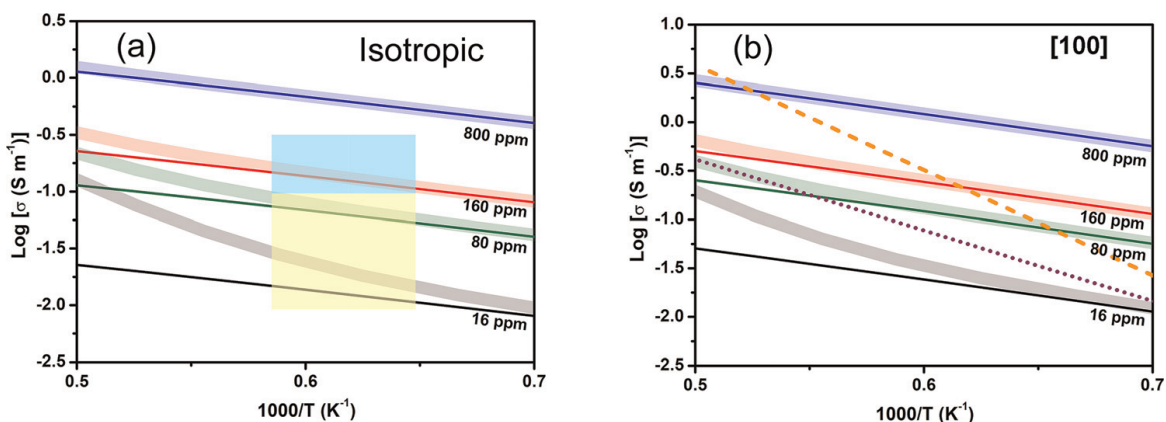 (a)
Isotropic
0.5
0.0
-0.5
-1.0
-1.5
-2.0
-2.5
Log [σ (S m⁻¹)]
800 ppm
160 ppm
80 ppm
16 ppm
0.5
0.6
0.7
1000/T (K⁻¹)
(b)
[100]
1.0
0.5
0.0
-0.5
-1.0
-1.5
-2.0
-2.5
Log [σ (S m⁻¹)]
800 ppm
160 ppm
80 ppm
16 ppm
0.5
0.6
0.7
1000/T (K⁻¹)